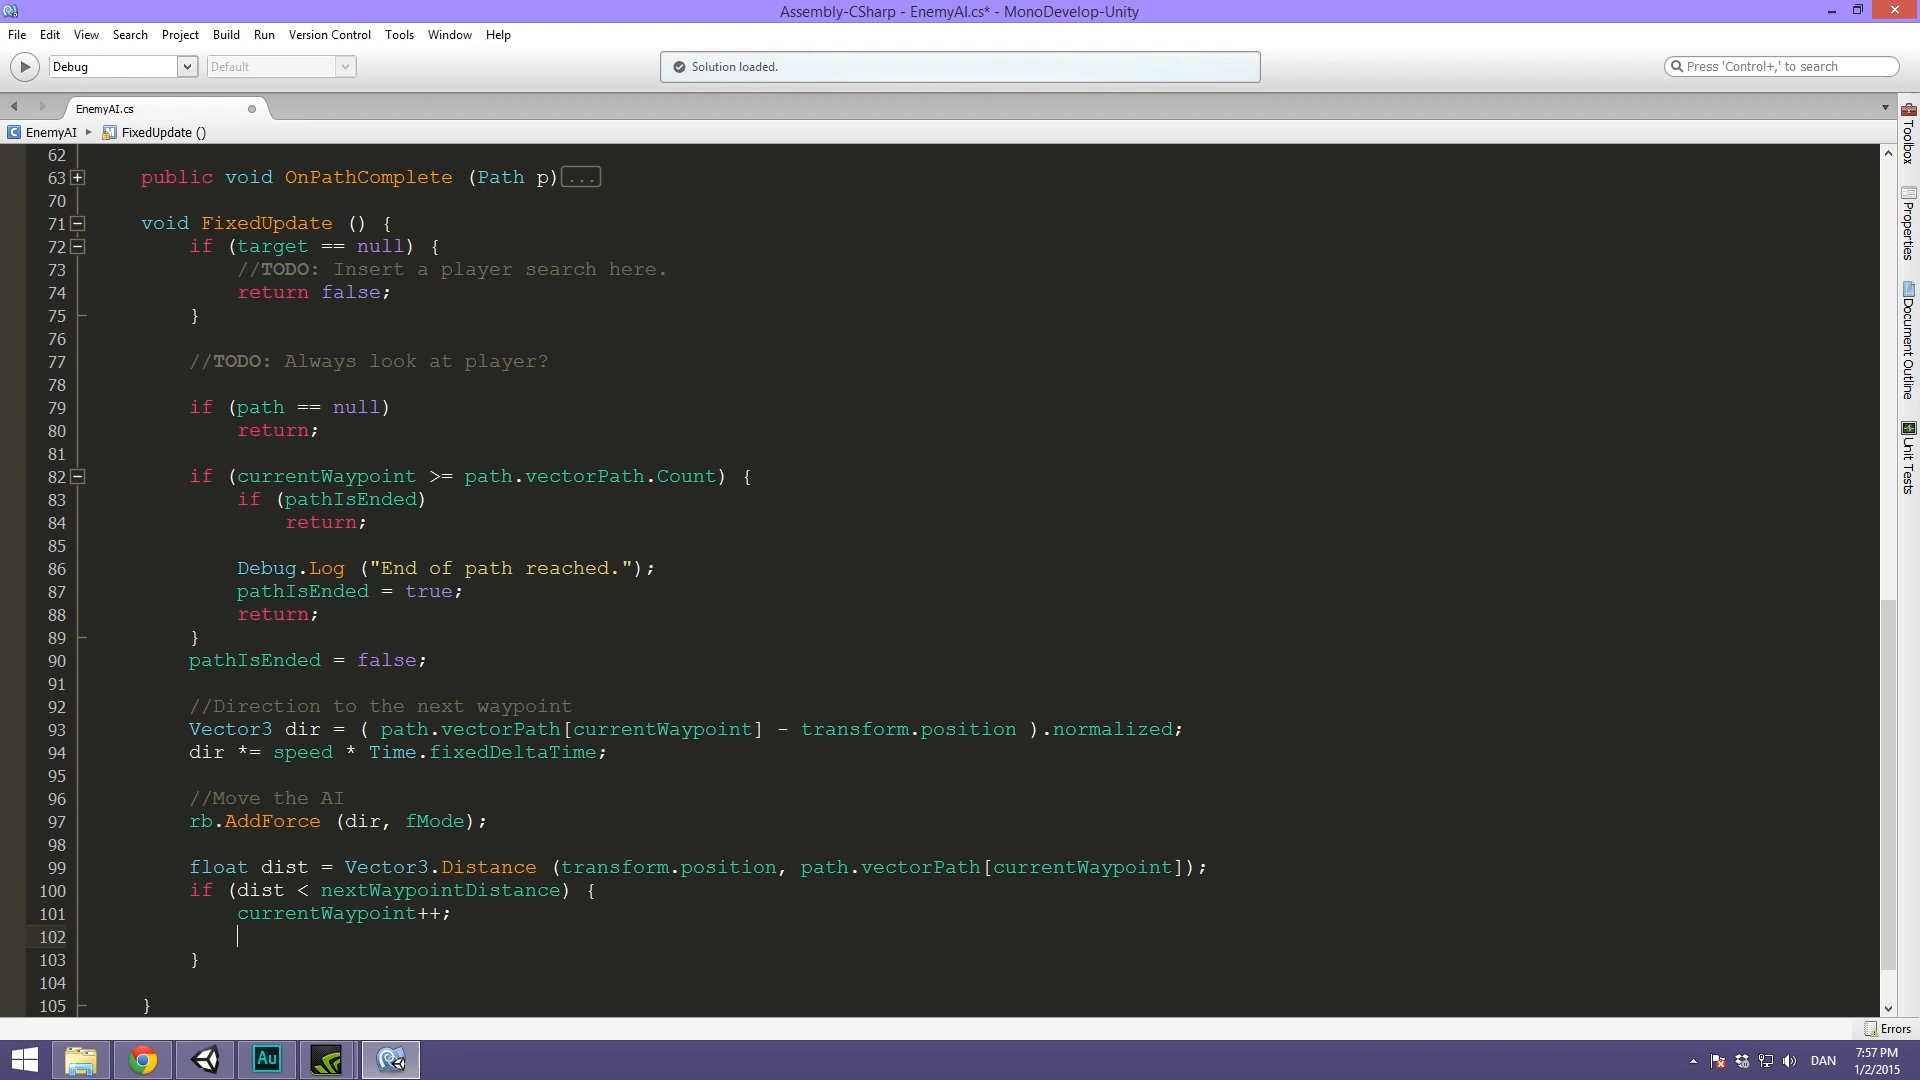 Assembly-CSharp - EnemyAI.cs* - MonoDevelop-Unity
File Edit View Search Project Build Run Version Control Tools Window Help
Debug Default Solution loaded. Press 'Control+,' to search
EnemyAI.cs
EnemyAI FixedUpdate ()
62
63 public void OnPathComplete (Path p)...
70
71 void FixedUpdate () {
72 if (target == null) {
73 //TODO: Insert a player search here.
74 return false;
75 }
76
77 //TODO: Always look at player?
78
79 if (path == null)
80 return;
81
82 if (currentWaypoint >= path.vectorPath.Count) {
83 if (pathIsEnded)
84 return;
85
86 Debug.Log ("End of path reached.");
87 pathIsEnded = true;
88 return;
89 }
90 pathIsEnded = false;
91
92 //Direction to the next waypoint
93 Vector3 dir = ( path.vectorPath[currentWaypoint] - transform.position ).normalized;
94 dir *= speed * Time.fixedDeltaTime;
95
96 //Move the AI
97 rb.AddForce (dir, fMode);
98
99 float dist = Vector3.Distance (transform.position, path.vectorPath[currentWaypoint]);
100 if (dist < nextWaypointDistance) {
101 currentWaypoint++;
102
103 }
104
105 }
Toolbox
Properties
Document Outline
Unit Tests
Errors
Au
DAN
7:57 PM
1/2/2015